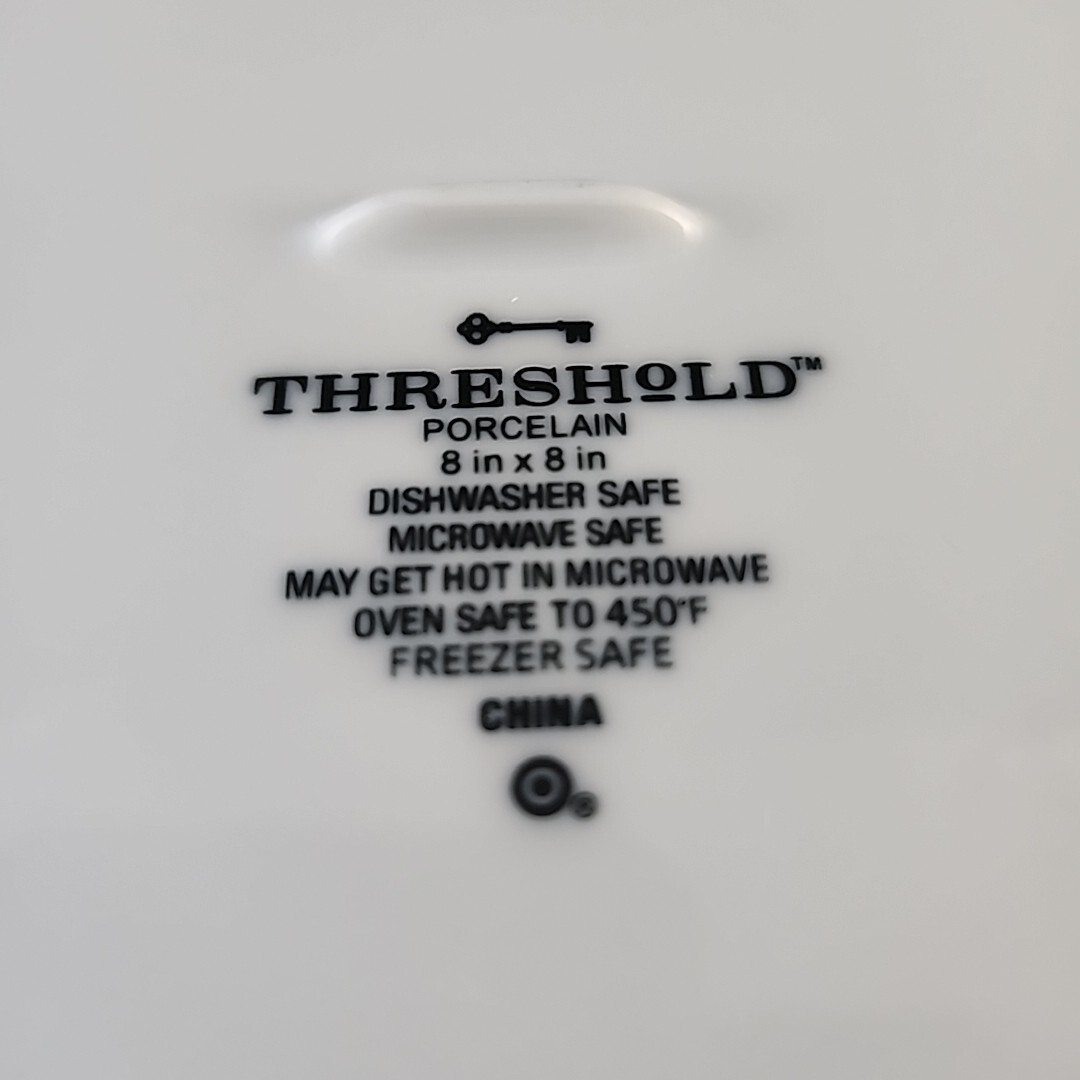 THRESHOLD™
PORCELAIN
8 in x 8 in
DISHWASHER SAFE
MICROWAVE SAFE
MAY GET HOT IN MICROWAVE
OVEN SAFE TO 450°F
FREEZER SAFE
CHINA
®